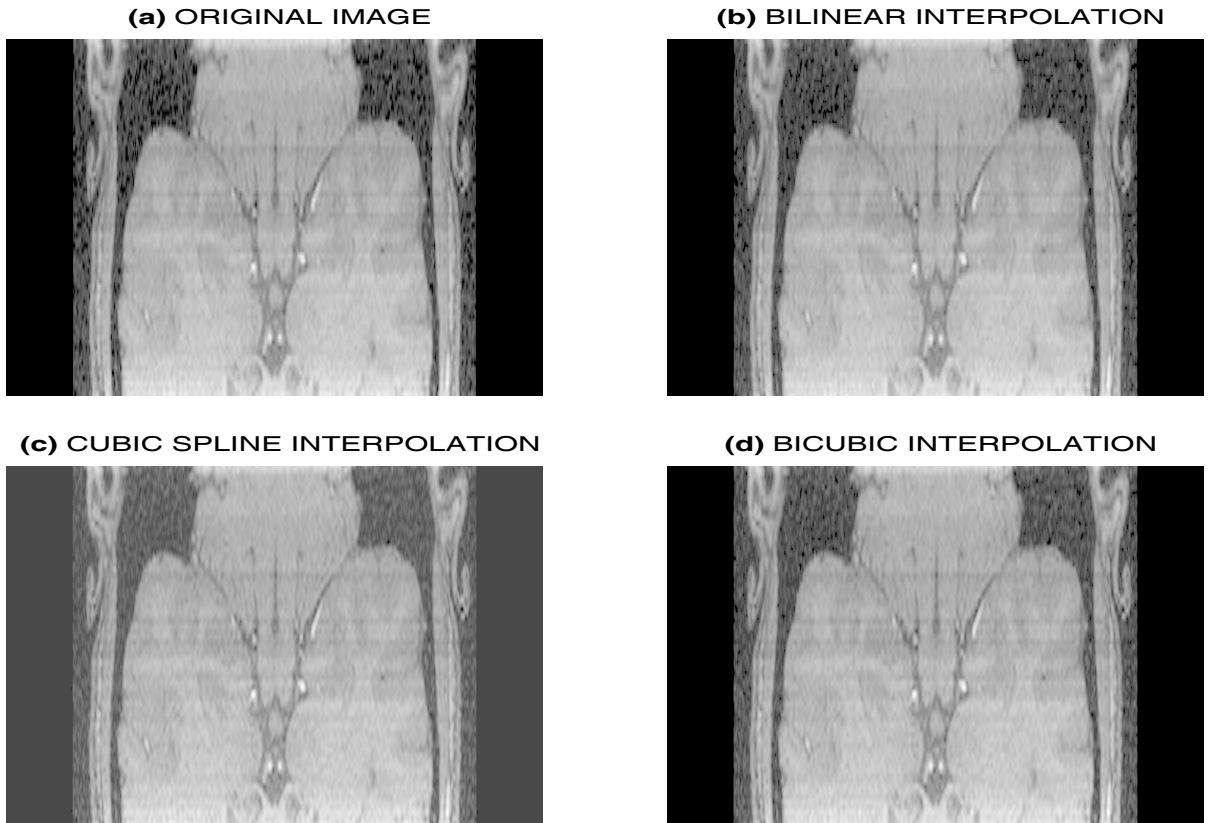 (a) ORIGINAL IMAGE
(b) BILINEAR INTERPOLATION
(c) CUBIC SPLINE INTERPOLATION
(d) BICUBIC INTERPOLATION